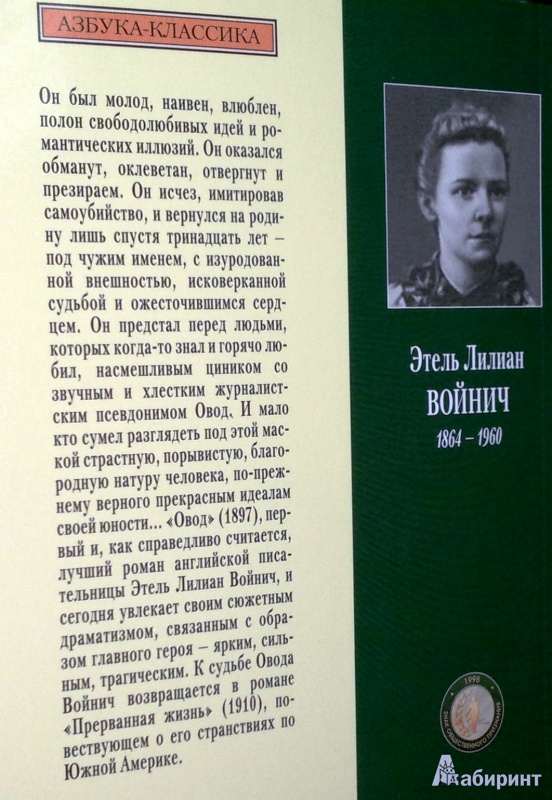 АЗБУКА-КЛАССИКА
Он был молод, наивен, влюблен,
полон свободолюбивых идей и ро-
мантических иллюзий. Он оказался
обманут, оклеветан, отвергнут и
презираем. Он исчез, имитировав
самоубийство, и вернулся на роди-
ну лишь спустя тринадцать лет –
под чужим именем, с изуродован-
ной внешностью, исковерканной
судьбой и ожесточившимся серд-
цем. Он предстал перед людьми,
которых когда-то знал и горячо лю-
бил, насмешливым циником со
звучным и хлестким журналист-
ским псевдонимом Овод. И мало
кто сумел разглядеть под этой мас-
кой страстную, порывистую, благо-
родную натуру человека, по-преж-
нему верного прекрасным идеалам
своей юности... «Овод» (1897), пер-
вый и, как справедливо считается,
лучший роман английской писа-
тельницы Этель Лилиан Войнич, и
сегодня увлекает своим сюжетным
драматизмом, связанным с обра-
зом главного героя – ярким, силь-
ным, трагическим. К судьбе Овода
Войнич возвращается в романе
«Прерванная жизнь» (1910), по-
вествующем о его странствиях по
Южной Америке.
Этель Лилиан
ВОЙНИЧ
1864 – 1960
1998
ЗНАК ОБЩЕСТВЕННОГО ПРИЗНАНИЯ
Лабиринт